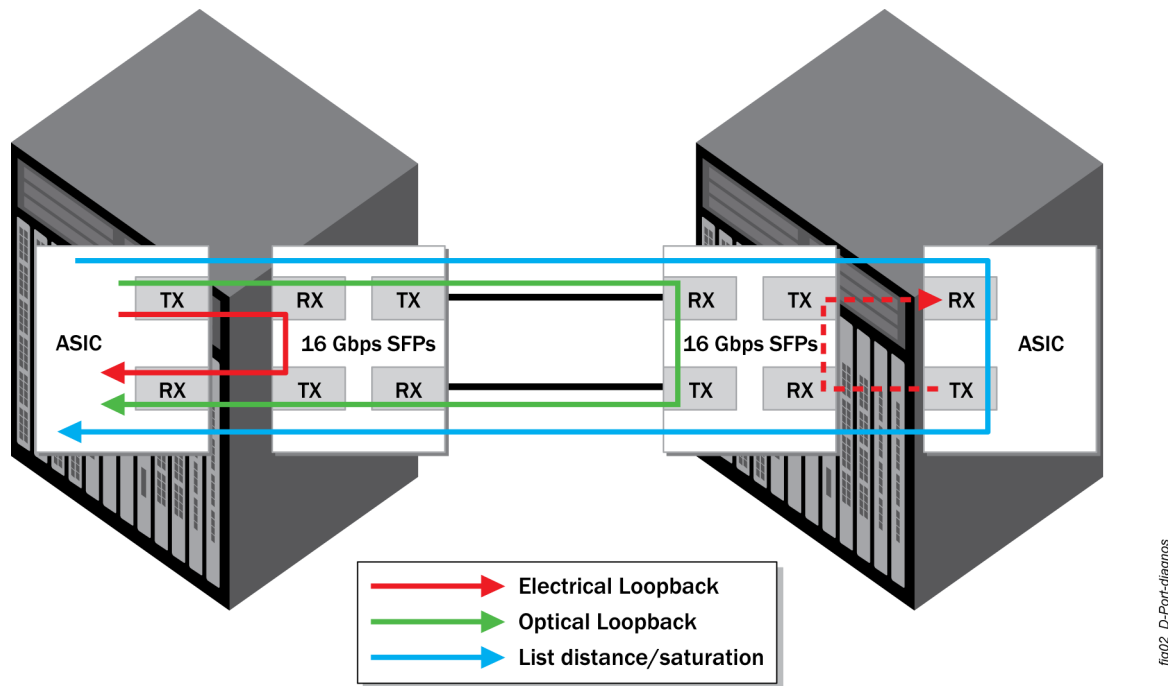 TX
RX
TX
RX
TX
RX
ASIC
16 Gbps SFPs
16 Gbps SFPs
ASIC
RX
TX
RX
TX
RX
TX
Electrical Loopback
Optical Loopback
List distance/saturation
fig02_D-Port-diagnos